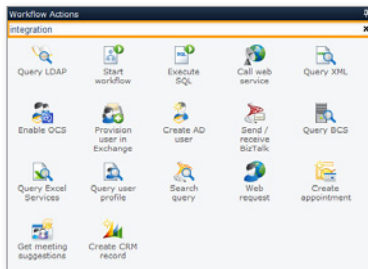 Workflow Actions
integration
Query LDAP
Start
workflow
Execute
SQL
Call web
service
Query XML
Enable OCS
Provision
user in
Exchange
Create AD
user
Send /
receive
BizTalk
Query BCS
Query Excel
Services
Query user
profile
Search
query
Web
request
Create
appointment
Get meeting
suggestions
Create CRM
record